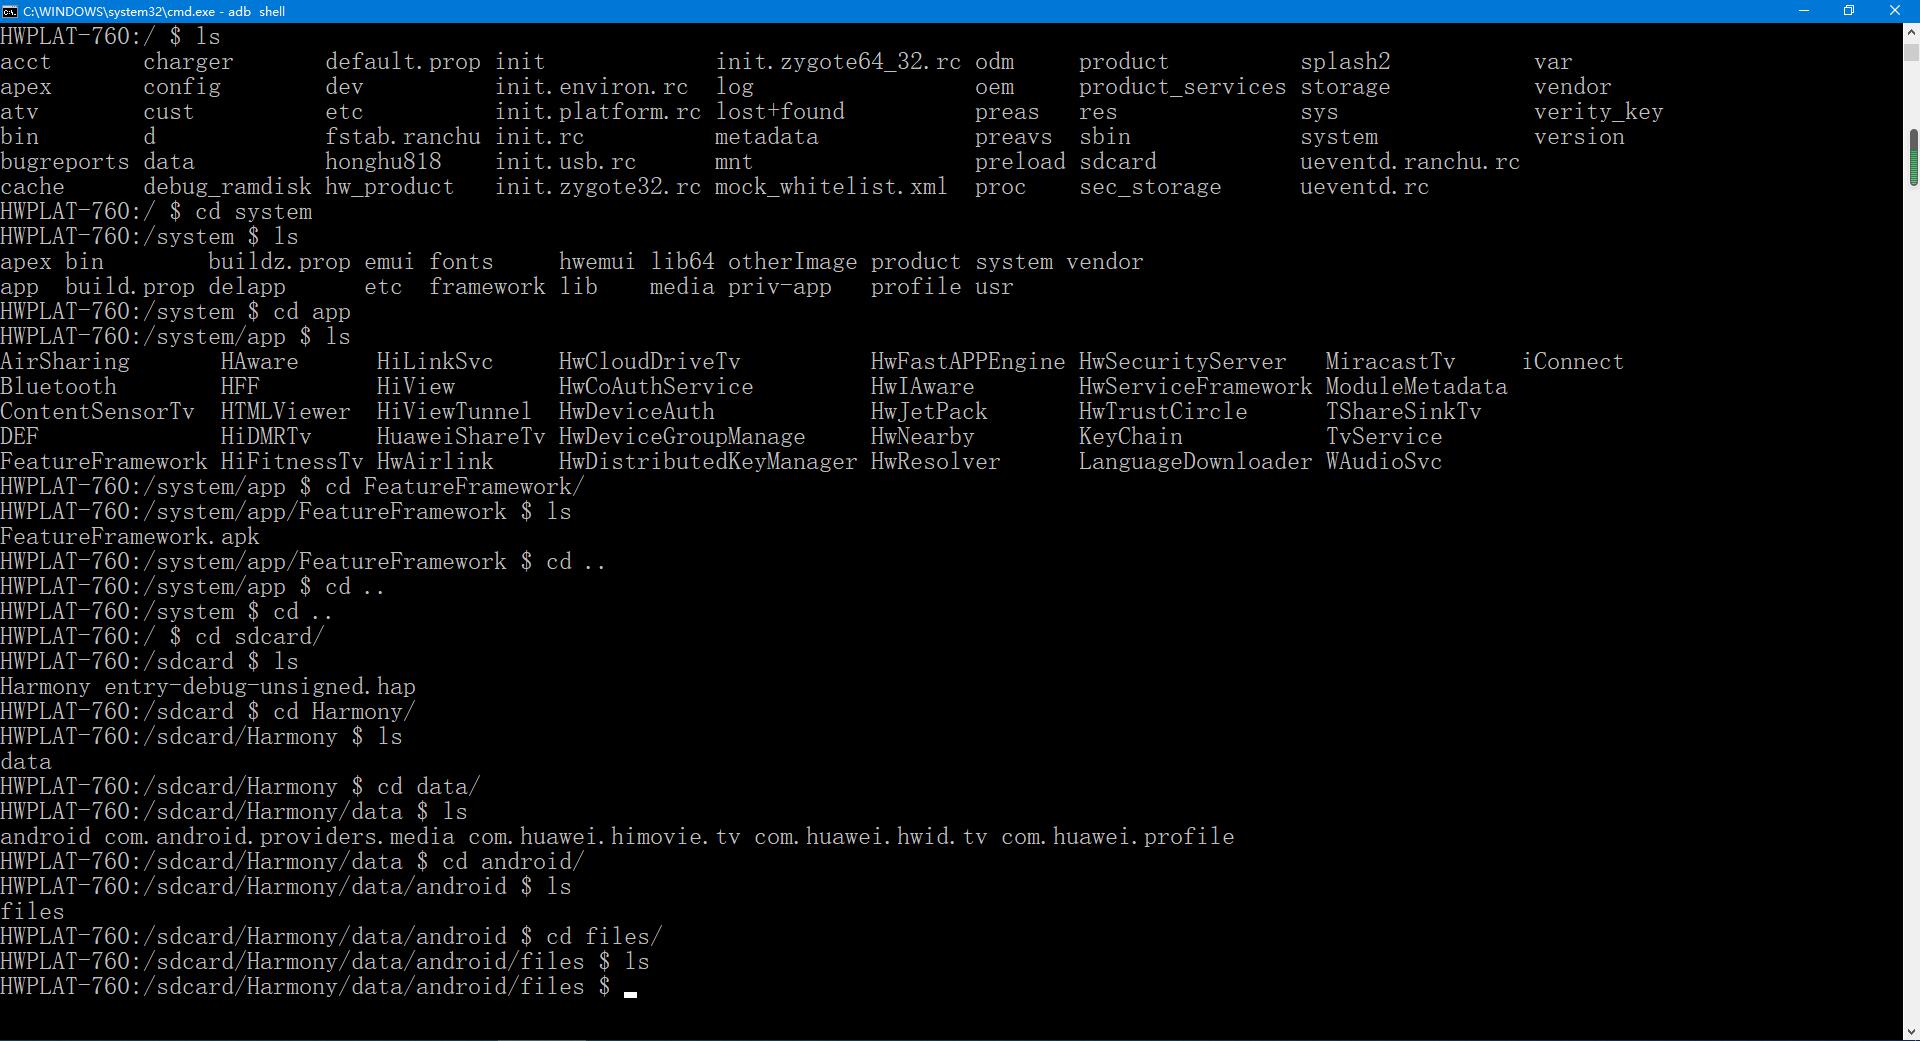 C:\WINDOWS\system32\cmd.exe - adb  shell
HWPLAT-760:/ $ ls
acct       charger       default.prop init             init.zygote64_32.rc odm     product          splash2           var
apex       config        dev          init.environ.rc  log                 oem     product_services storage           vendor
atv        cust          etc          init.platform.rc lost+found          preas   res              sys               verity_key
bin        d             fstab.ranchu init.rc          metadata            preavs  sbin             system            version
bugreports data          honghu818    init.usb.rc      mnt                 preload sdcard           ueventd.ranchu.rc
cache      debug_ramdisk hw_product   init.zygote32.rc mock_whitelist.xml  proc    sec_storage      ueventd.rc
HWPLAT-760:/ $ cd system
HWPLAT-760:/system $ ls
apex bin        buildz.prop emui fonts     hwemui lib64 otherImage product system vendor
app  build.prop delapp      etc  framework lib    media priv-app   profile usr
HWPLAT-760:/system $ cd app
HWPLAT-760:/system/app $ ls
AirSharing       HAware      HiLinkSvc     HwCloudDriveTv          HwFastAPPEngine HwSecurityServer   MiracastTv     iConnect
Bluetooth        HFF         HiView        HwCoAuthService         HwIAware        HwServiceFramework ModuleMetadata
ContentSensorTv  HTMLViewer  HiViewTunnel  HwDeviceAuth            HwJetPack       HwTrustCircle      TShareSinkTv
DEF              HiDMRTv     HuaweiShareTv HwDeviceGroupManage     HwNearby        KeyChain           TvService
FeatureFramework HiFitnessTv HwAirlink     HwDistributedKeyManager HwResolver      LanguageDownloader WAudioSvc
HWPLAT-760:/system/app $ cd FeatureFramework/
HWPLAT-760:/system/app/FeatureFramework $ ls
FeatureFramework.apk
HWPLAT-760:/system/app/FeatureFramework $ cd ..
HWPLAT-760:/system/app $ cd ..
HWPLAT-760:/system $ cd ..
HWPLAT-760:/ $ cd sdcard/
HWPLAT-760:/sdcard $ ls
Harmony entry-debug-unsigned.hap
HWPLAT-760:/sdcard $ cd Harmony/
HWPLAT-760:/sdcard/Harmony $ ls
data
HWPLAT-760:/sdcard/Harmony $ cd data/
HWPLAT-760:/sdcard/Harmony/data $ ls
android com.android.providers.media com.huawei.himovie.tv com.huawei.hwid.tv com.huawei.profile
HWPLAT-760:/sdcard/Harmony/data $ cd android/
HWPLAT-760:/sdcard/Harmony/data/android $ ls
files
HWPLAT-760:/sdcard/Harmony/data/android $ cd files/
HWPLAT-760:/sdcard/Harmony/data/android/files $ ls
HWPLAT-760:/sdcard/Harmony/data/android/files $